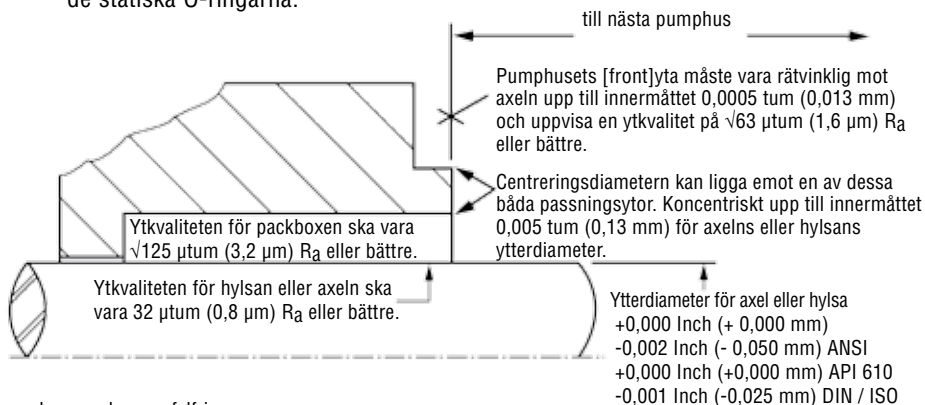 de statiska O-ringarna.
till nästa pumphus
Pumphusets [front]yta måste vara rätvinklig mot
axeln upp till innermåttet 0,0005 tum (0,013 mm)
och uppvisa en ytkvalitet på √63 µtum (1,6 µm) Ra
eller bättre.
Centreringsdiametern kan ligga emot en av dessa
båda passningsytor. Koncentriskt upp till innermåttet
0,005 tum (0,13 mm) för axelns eller hylsans
ytterdiameter.
Ytkvaliteten för packboxen ska vara
√125 µtum (3,2 µm) Ra eller bättre.
Ytkvaliteten för hylsan eller axeln ska
vara 32 µtum (0,8 µm) Ra eller bättre.
Ytterdiameter för axel eller hylsa
+0,000 Inch (+ 0,000 mm)
-0,002 Inch (- 0,050 mm) ANSI
+0,000 Inch (+0,000 mm) API 610
-0,001 Inch (-0,025 mm) DIN / ISO